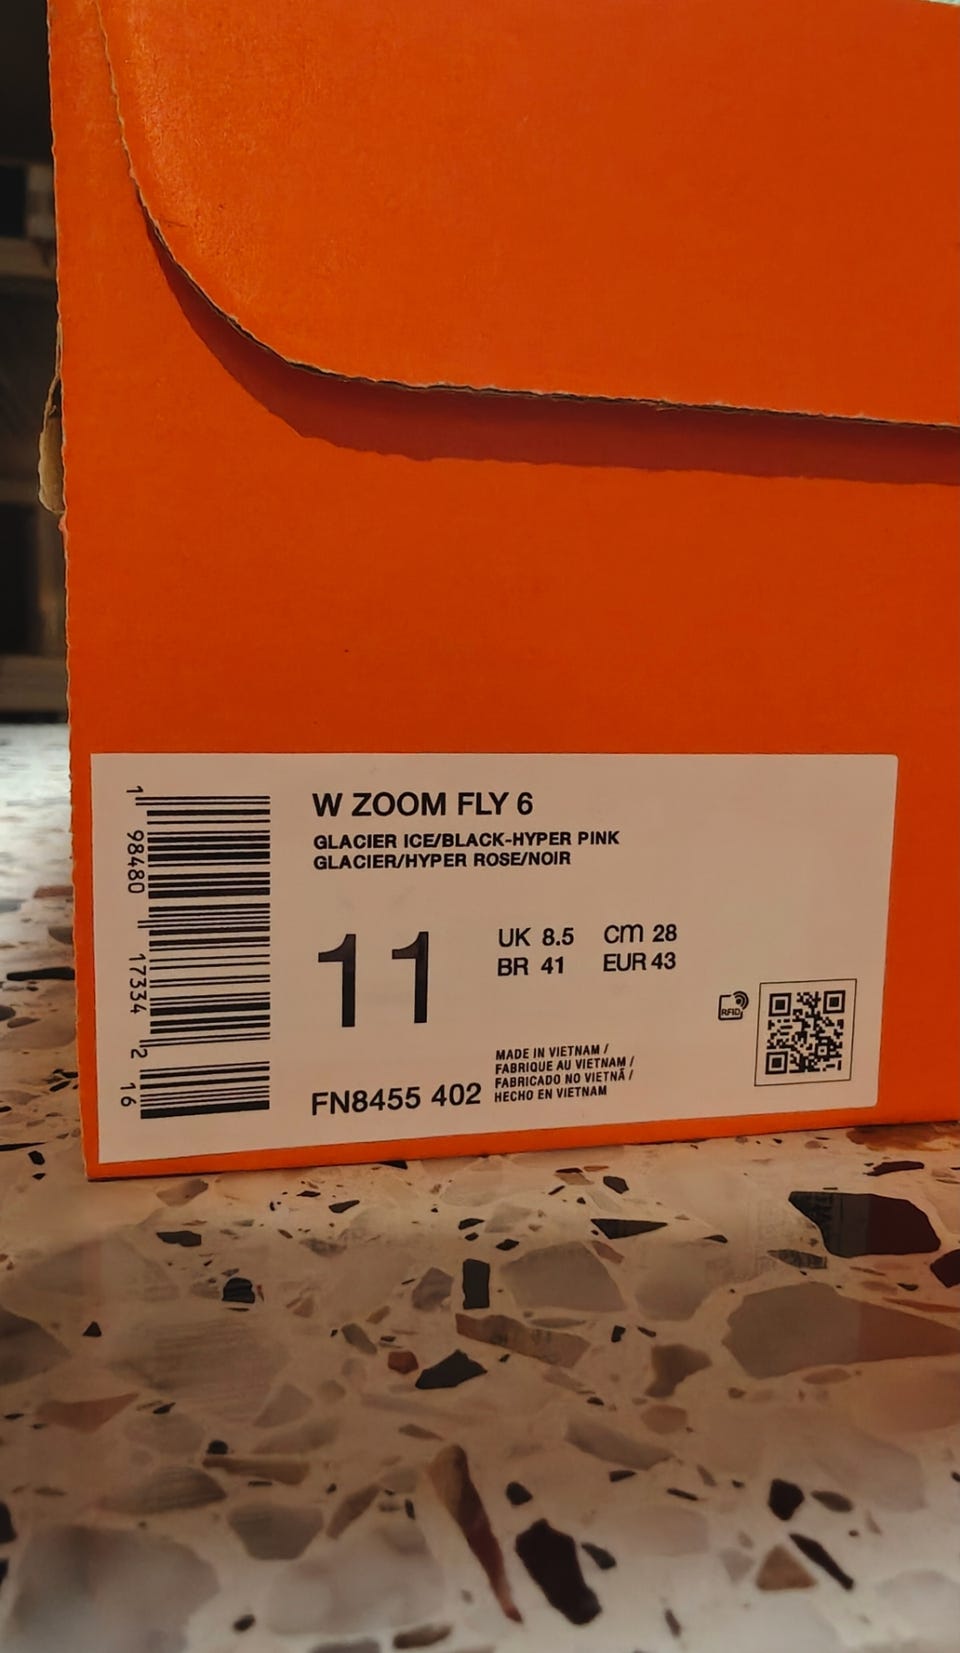 W ZOOM FLY 6
GLACIER ICE/BLACK-HYPER PINK
GLACIER/HYPER ROSE/NOIR
11
UK 8.5 CM 28
BR 41 EUR 43
RFID
MADE IN VIETNAM /
FABRIQUE AU VIETNAM /
FABRICADO NO VIETNÃ /
HECHO EN VIETNAM
FN8455 402
1 98480 17334 2 16